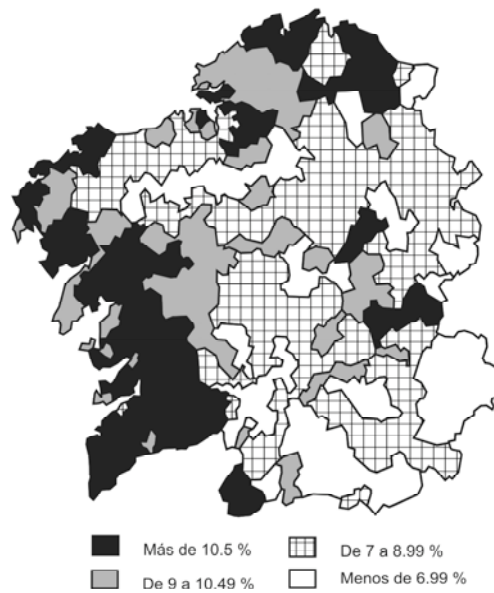 Más de 10.5 %
De 7 a 8.99 %
De 9 a 10.49 %
Menos de 6.99 %